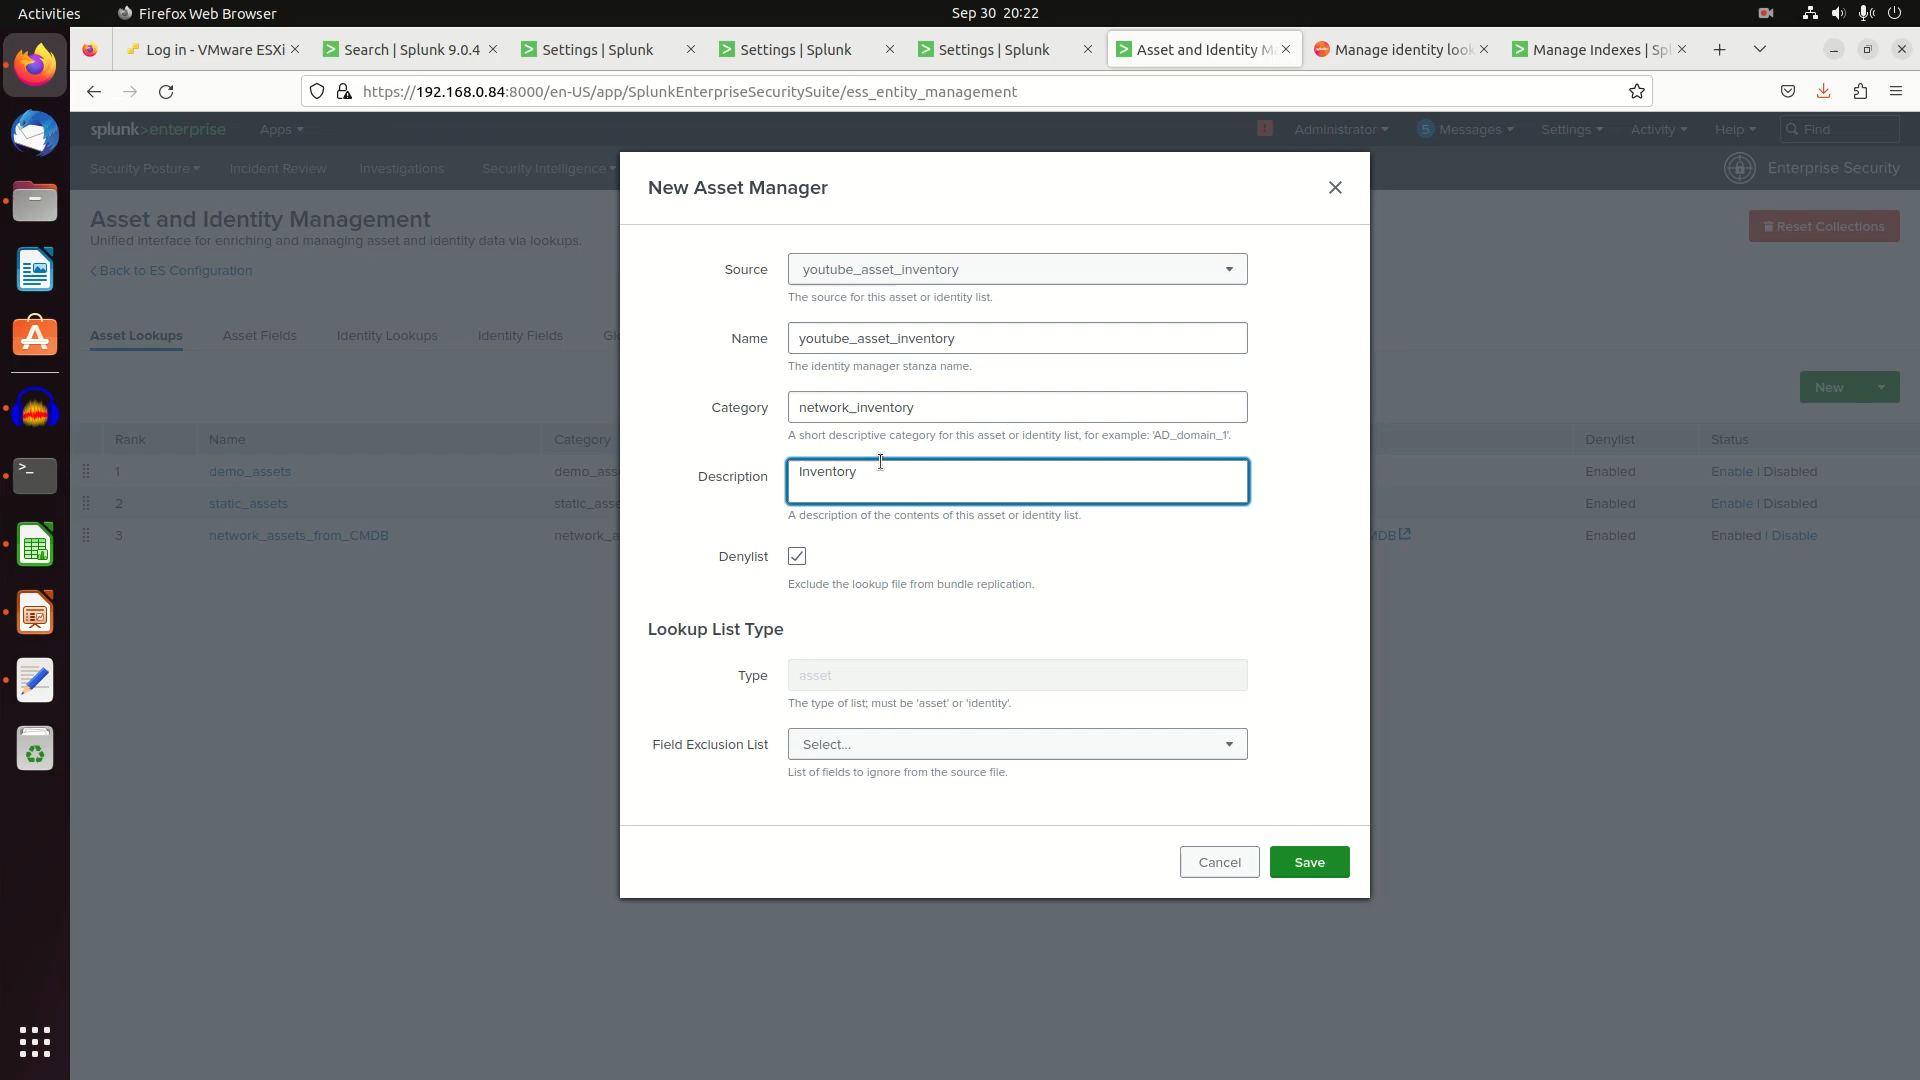 Activities
Firefox Web Browser
Sep 30 20:22
Log in - VMware ESXi
Search | Splunk 9.0.4
Settings | Splunk
Settings | Splunk
Settings | Splunk
Asset and Identity M
Manage identity look
Manage Indexes | Spl
https://192.168.0.84:8000/en-US/app/SplunkEnterpriseSecuritySuite/ess_entity_management
splunk>enterprise
Apps
Administrator
5 Messages
Settings
Activity
Help
Find
Security Posture
Incident Review
Investigations
Security Intelligence
Enterprise Security
Asset and Identity Management
Unified interface for enriching and managing asset and identity data via lookups.
Reset Collections
Back to ES Configuration
Asset Lookups
Asset Fields
Identity Lookups
Identity Fields
New
Rank
Name
Category
Denylist
Status
1
demo_assets
demo_ass
Enabled
Enable | Disabled
2
static_assets
static_asse
Enabled
Enable | Disabled
3
network_assets_from_CMDB
network_a
MDB
Enabled
Enabled | Disable
New Asset Manager
Source
youtube_asset_inventory
The source for this asset or identity list.
Name
youtube_asset_inventory
The identity manager stanza name.
Category
network_inventory
A short descriptive category for this asset or identity list, for example: 'AD_domain_1'.
Description
Inventory
A description of the contents of this asset or identity list.
Denylist
Exclude the lookup file from bundle replication.
Lookup List Type
Type
asset
The type of list; must be 'asset' or 'identity'.
Field Exclusion List
Select...
List of fields to ignore from the source file.
Cancel
Save